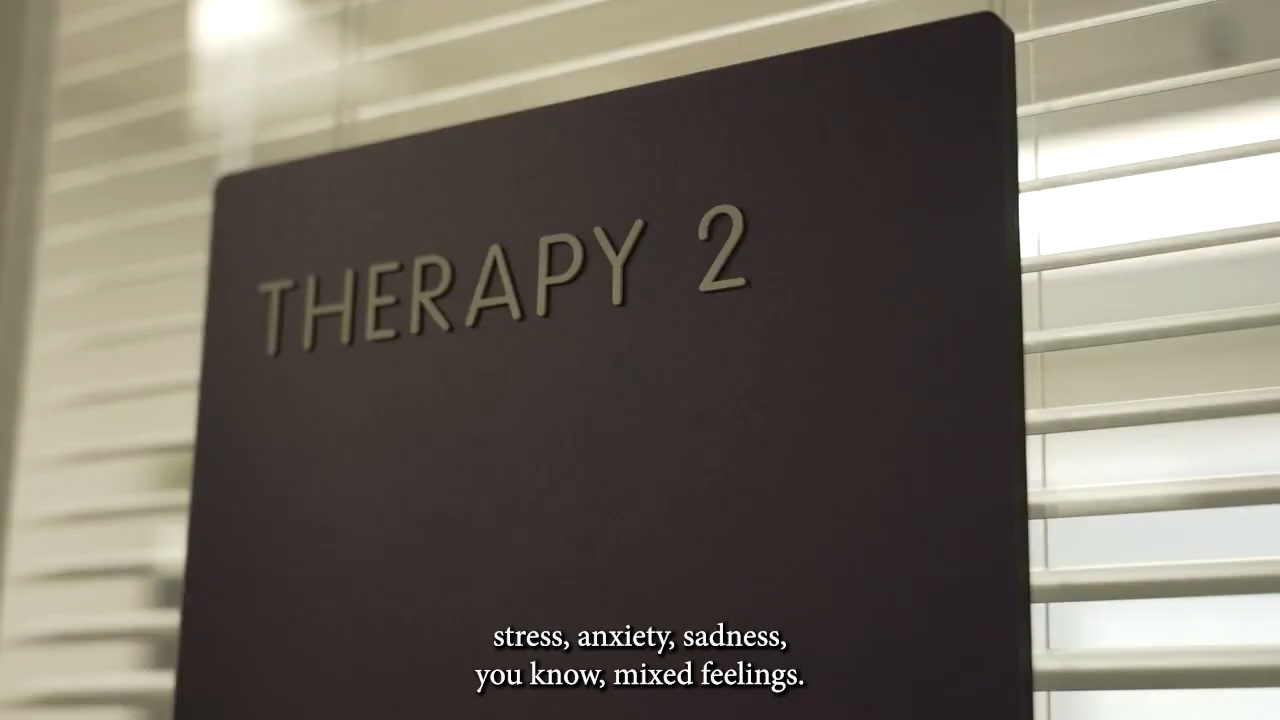 THERAPY 2
stress, anxiety, sadness,
you know, mixed feelings.